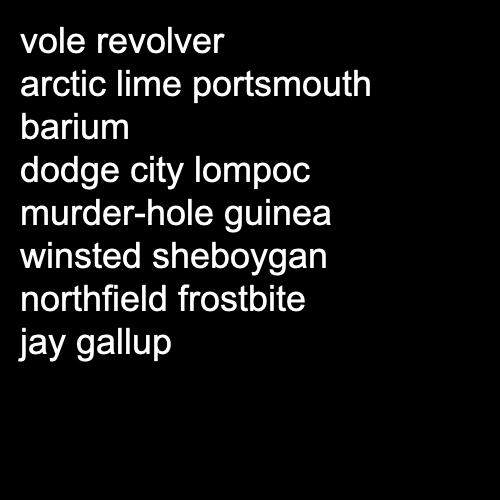 vole revolver
arctic lime portsmouth
barium
dodge city lompoc
murder-hole guinea
winsted sheboygan
northfield frostbite
jay gallup